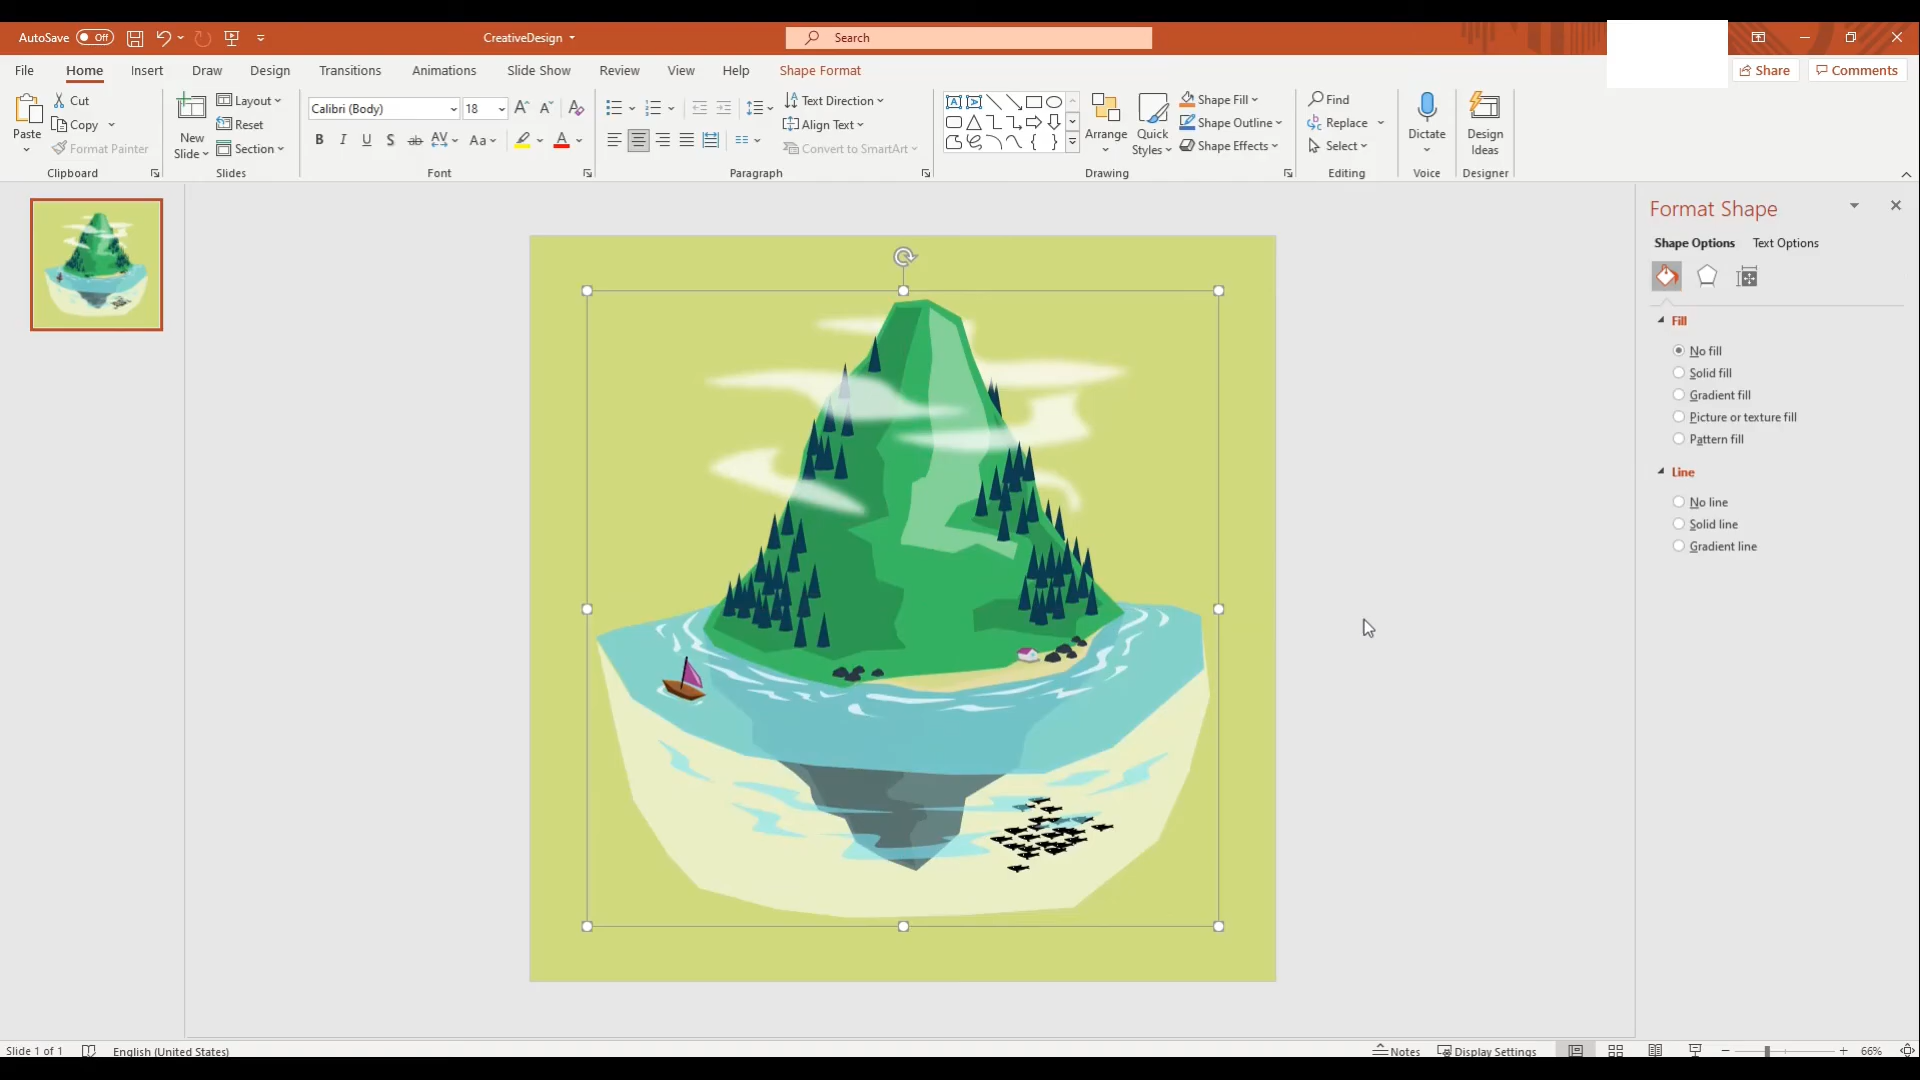 AutoSave Off
CreativeDesign
Search
File Home Insert Draw Design Transitions Animations Slide Show Review View Help Shape Format
Share Comments
Paste
Cut
Copy
Format Painter
Clipboard
New Slide
Layout
Reset
Section
Slides
Calibri (Body) 18
B I U S ab AV Aa A
Font
Text Direction
Align Text
Convert to SmartArt
Paragraph
Arrange
Quick Styles
Shape Fill
Shape Outline
Shape Effects
Drawing
Find
Replace
Select
Editing
Dictate
Voice
Design Ideas
Designer
Format Shape
Shape Options Text Options
Fill
No fill
Solid fill
Gradient fill
Picture or texture fill
Pattern fill
Line
No line
Solid line
Gradient line
Slide 1 of 1 English (United States) Notes Display Settings 66%